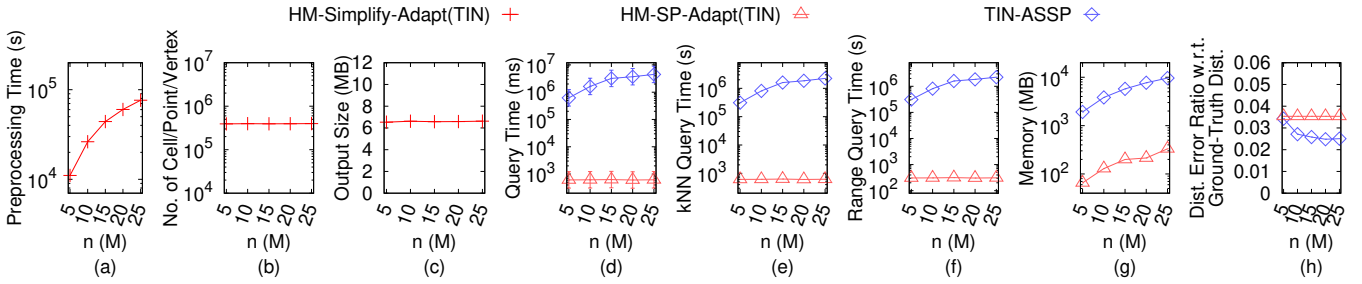 HM-Simplify-Adapt(TIN) HM-SP-Adapt(TIN) TIN-ASSP
Preprocessing Time (s)
10^5
10^4
5 10 15 20 25
n (M)
(a)
No. of Cell/Point/Vertex
10^7
10^6
10^5
10^4
5 10 15 20 25
n (M)
(b)
Output Size (MB)
12
10
8
6
4
2
0
5 10 15 20 25
n (M)
(c)
Query Time (ms)
10^7
10^6
10^5
10^4
10^3
5 10 15 20 25
n (M)
(d)
kNN Query Time (s)
10^6
10^5
10^4
10^3
5 10 15 20 25
n (M)
(e)
Range Query Time (s)
10^7
10^6
10^5
10^4
10^3
10^2
5 10 15 20 25
n (M)
(f)
Memory (MB)
10^4
10^3
10^2
5 10 15 20 25
n (M)
(g)
Dist. Error Ratio w.r.t.
Ground-Truth Dist.
0.06
0.05
0.04
0.03
0.02
0.01
0
5 10 15 20 25
n (M)
(h)